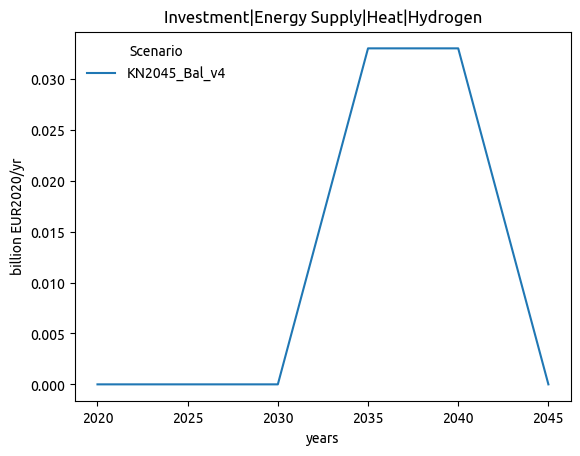 Investment|Energy Supply|Heat|Hydrogen
Scenario
KN2045_Bal_v4
billion EUR2020/yr
0.030
0.025
0.020
0.015
0.010
0.005
0.000
2020 2025 2030 2035 2040 2045
years